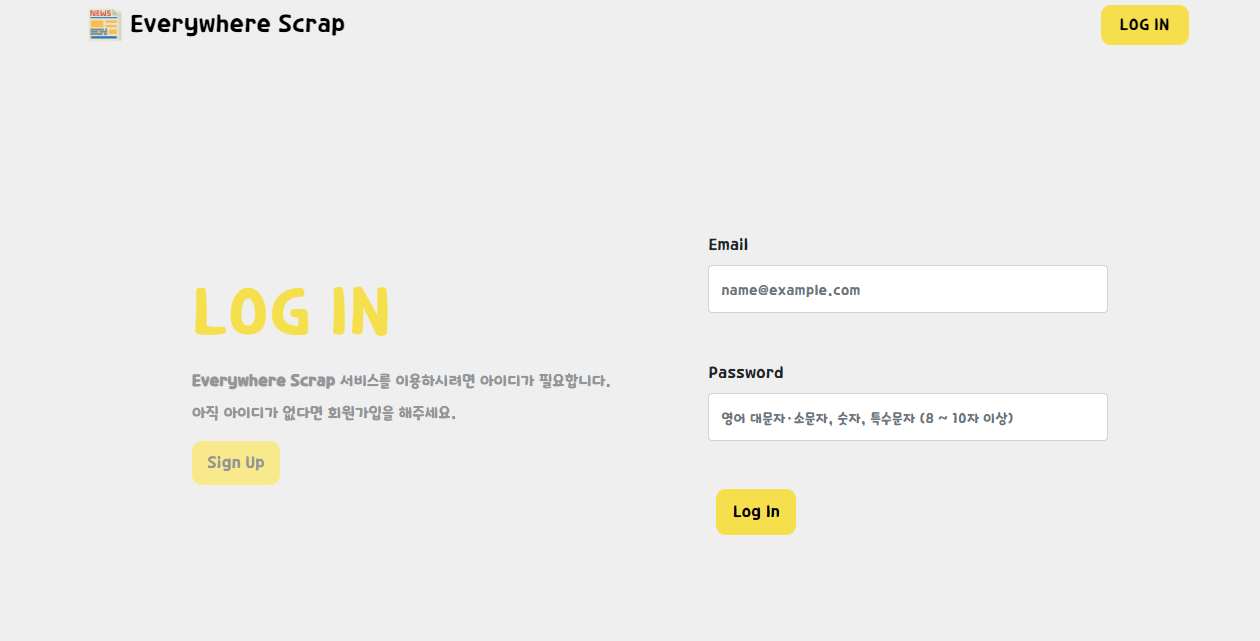 NEWS
Everywhere Scrap
LOG IN
LOG IN
Everywhere Scrap 서비스를 이용하시려면 아이디가 필요합니다.
아직 아이디가 없다면 회원가입을 해주세요.
Sign Up
Email
name@example.com
Password
영어 대문자·소문자, 숫자, 특수문자 (8 ~ 10자 이상)
Log In